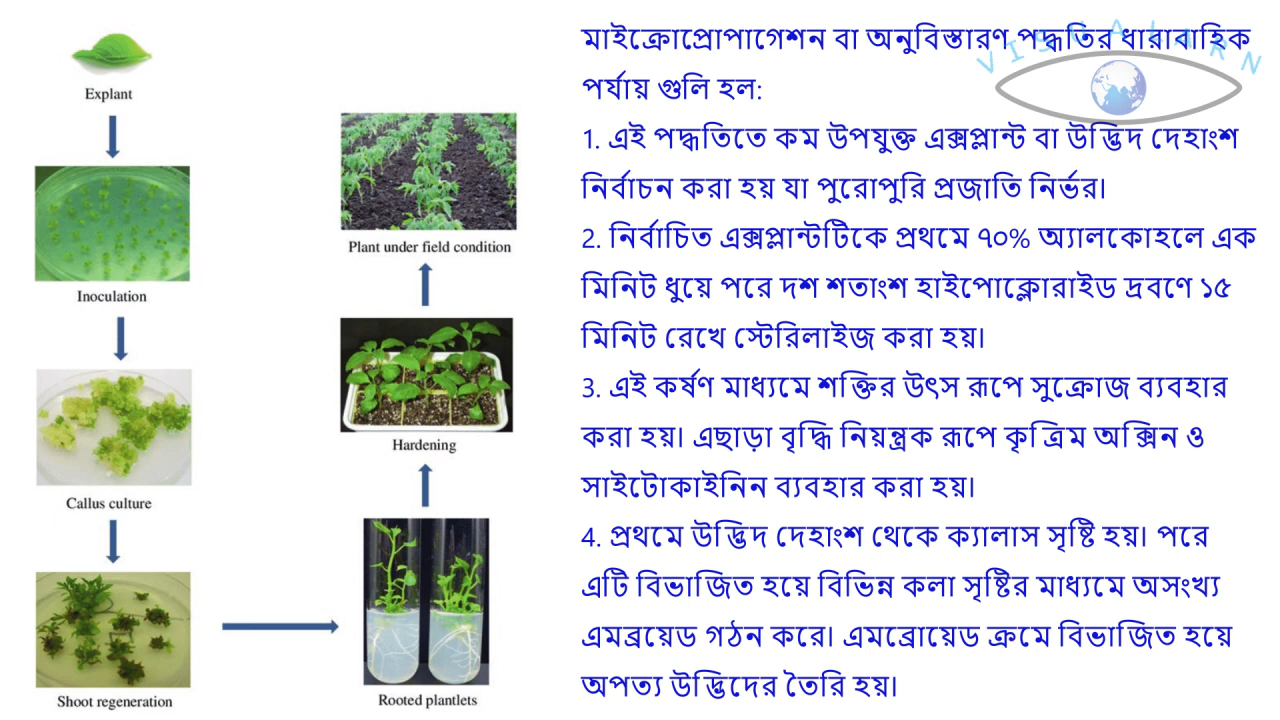 Explant
Inoculation
Callus culture
Shoot regeneration
Rooted plantlets
Hardening
Plant under field condition
VISUALARN
মাইক্রোপ্রোপাগেশন বা অনুবিস্তারণ পদ্ধতির ধারাবাহিক
পর্যায় গুলি হল:
1. এই পদ্ধতিতে কম উপযুক্ত এক্সপ্লান্ট বা উদ্ভিদ দেহাংশ
নির্বাচন করা হয় যা পুরোপুরি প্রজাতি নির্ভর।
2. নির্বাচিত এক্সপ্লান্টটিকে প্রথমে ৭০% অ্যালকোহলে এক
মিনিট ধুয়ে পরে দশ শতাংশ হাইপোক্লোরাইড দ্রবণে ১৫
মিনিট রেখে স্টেরিলাইজ করা হয়।
3. এই কর্ষণ মাধ্যমে শক্তির উৎস রূপে সুক্রোজ ব্যবহার
করা হয়। এছাড়া বৃদ্ধি নিয়ন্ত্রক রূপে কৃত্রিম অক্সিন ও
সাইটোকাইনিন ব্যবহার করা হয়।
4. প্রথমে উদ্ভিদ দেহাংশ থেকে ক্যালাস সৃষ্টি হয়। পরে
এটি বিভাজিত হয়ে বিভিন্ন কলা সৃষ্টির মাধ্যমে অসংখ্য
এমব্রয়েড গঠন করে। এমব্রোয়েড ক্রমে বিভাজিত হয়ে
অপত্য উদ্ভিদের তৈরি হয়।